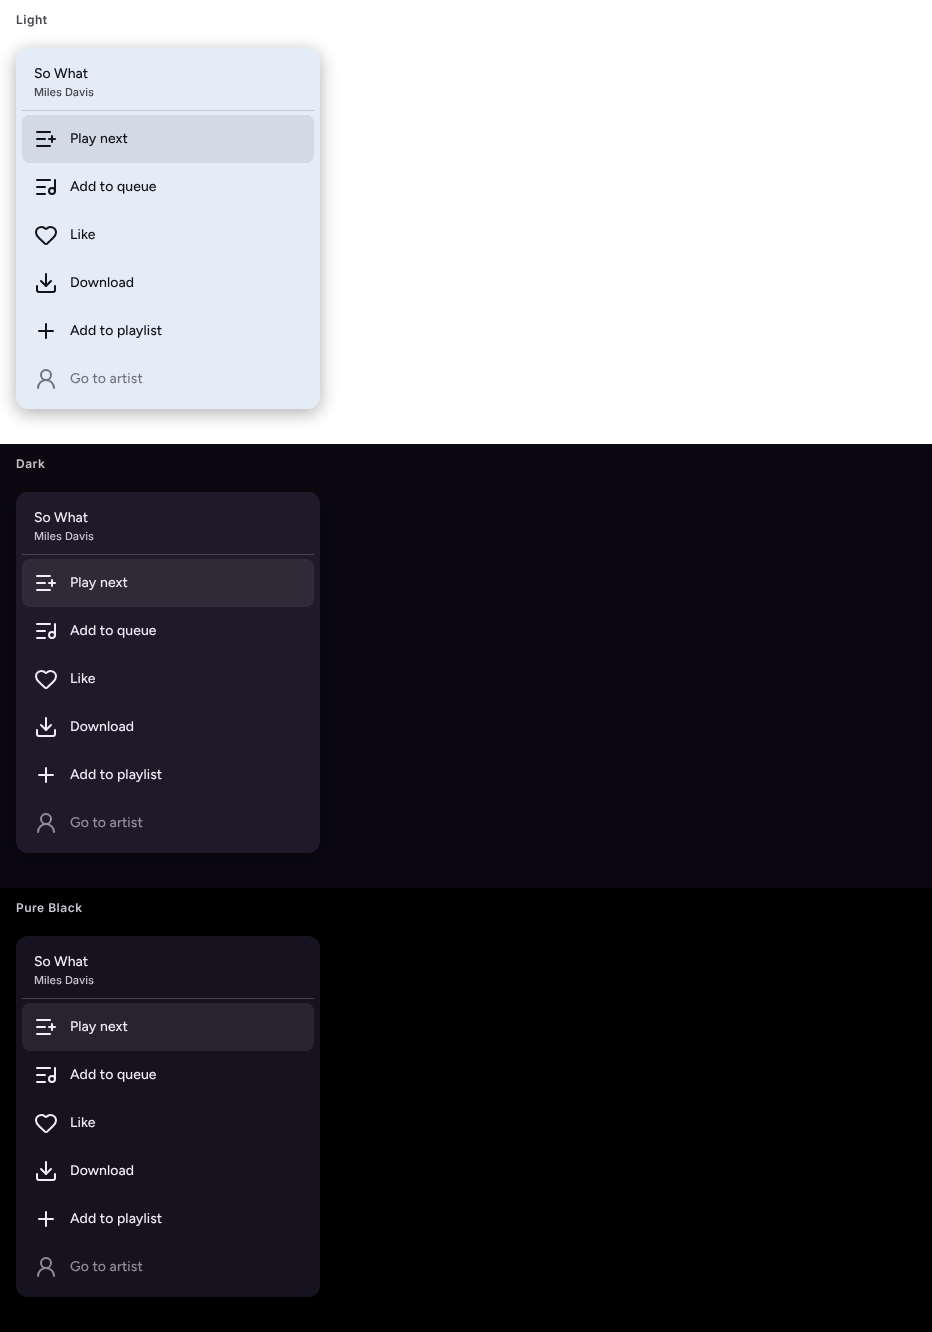 Light
So What
Miles Davis
Play next
Add to queue
Like
Download
Add to playlist
Go to artist
Dark
So What
Miles Davis
Play next
Add to queue
Like
Download
Add to playlist
Go to artist
Pure Black
So What
Miles Davis
Play next
Add to queue
Like
Download
Add to playlist
Go to artist